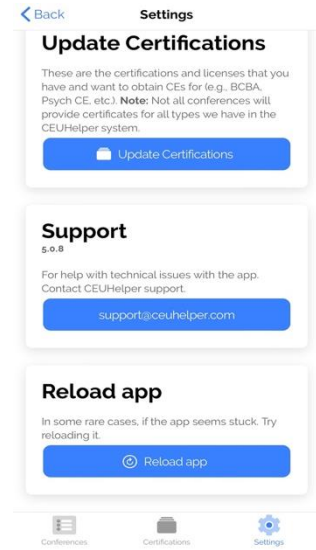 Back
Settings
Update Certifications
These are the certifications and licenses that you
have and want to obtain CEs for (e.g., BCBA,
Psych CE, etc.). Note: Not all conferences will
provide certificates for all types we have in the
CEUHelper system.
Update Certifications
Support
5.0.8
For help with technical issues with the app.
Contact CEUHelper support.
support@ceuhelper.com
Reload app
In some rare cases, if the app seems stuck. Try
reloading it.
Reload app
Conferences
Certifications
Settings